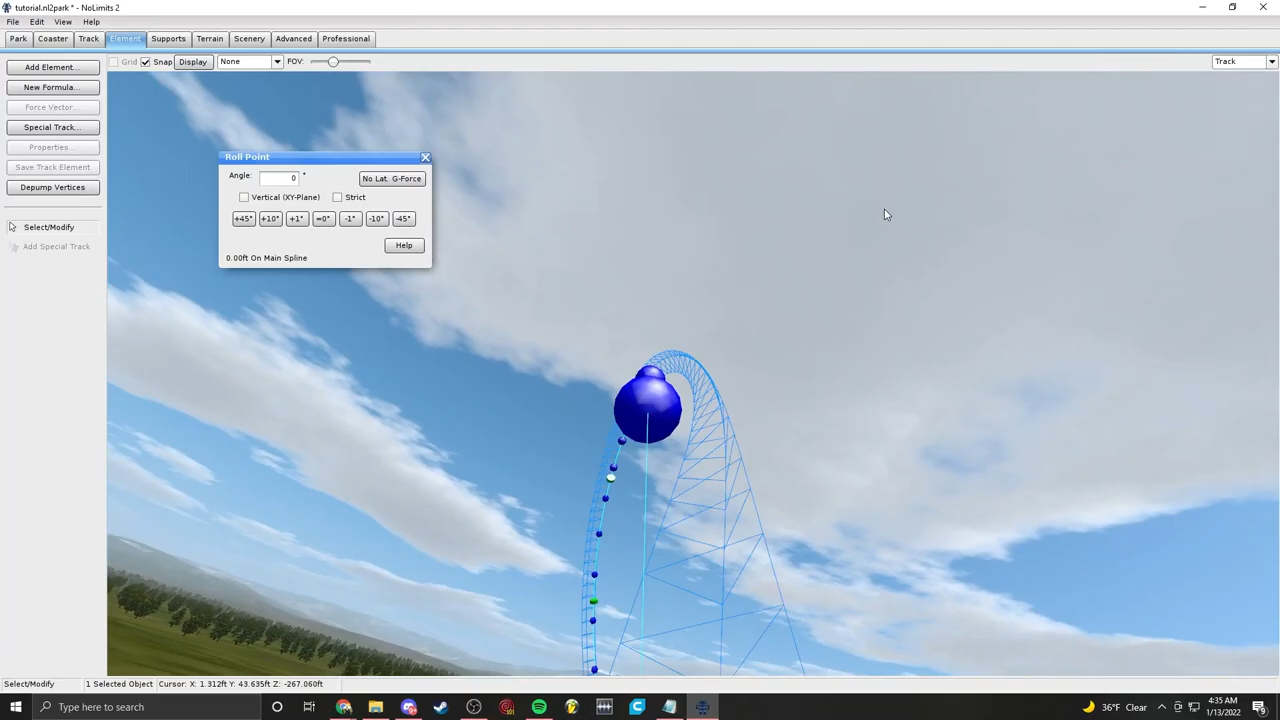 tutorial.nl2park * - NoLimits 2
File Edit View Help
Park Coaster Track Element Supports Terrain Scenery Advanced Professional
Grid Snap Display None FOV: Track
Add Element...
New Formula...
Force Vector...
Special Track...
Properties...
Save Track Element
Depump Vertices
Select/Modify
Add Special Track
Roll Point
Angle: 0 ° No Lat. G-Force
Vertical (XY-Plane) Strict
+45° +10° +1° =0° -1° -10° -45°
Help
0.00ft On Main Spline
Select/Modify 1 Selected Object Cursor: X: 1.312ft Y: 43.635ft Z: -267.060ft
Type here to search
36°F Clear
4:35 AM
1/13/2022